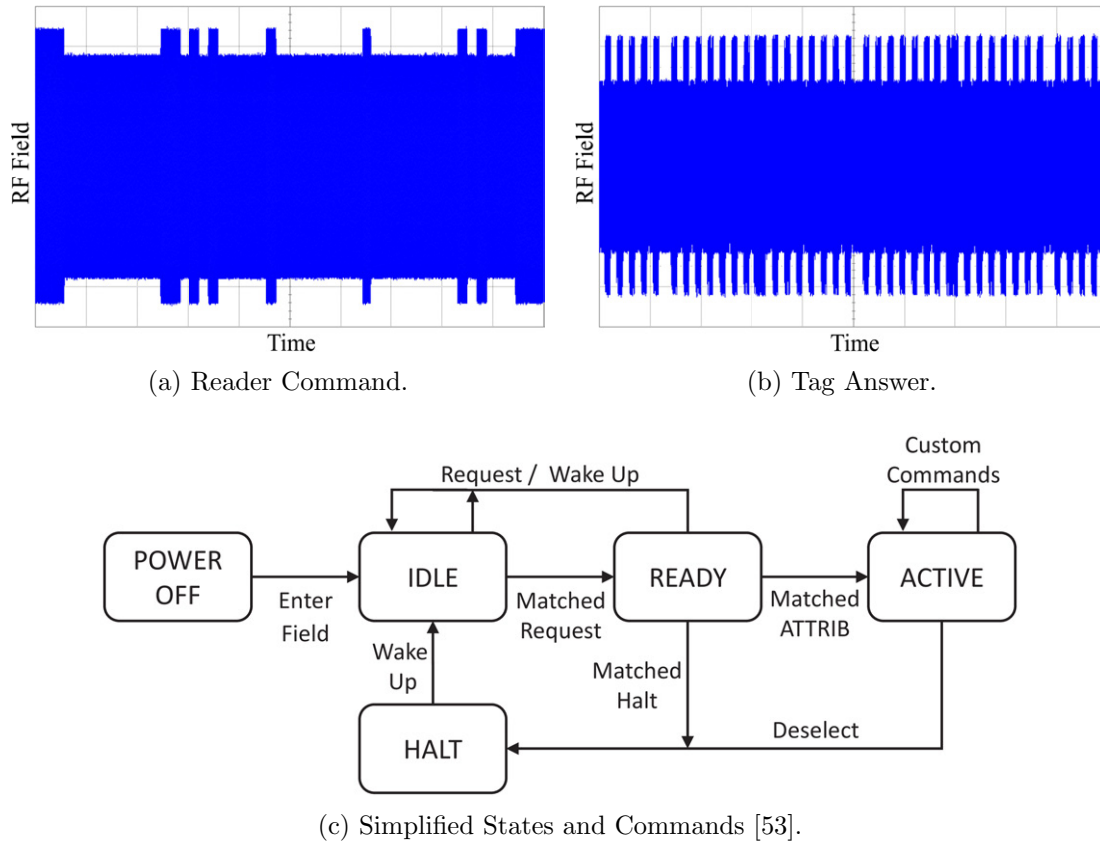 RF Field
Time
(a) Reader Command.
RF Field
Time
(b) Tag Answer.
Custom
Commands
Request / Wake Up
POWER
OFF
IDLE
READY
ACTIVE
Enter
Field
Matched
Request
Matched
ATTRIB
Wake
Up
Matched
Halt
Deselect
HALT
(c) Simplified States and Commands [53].